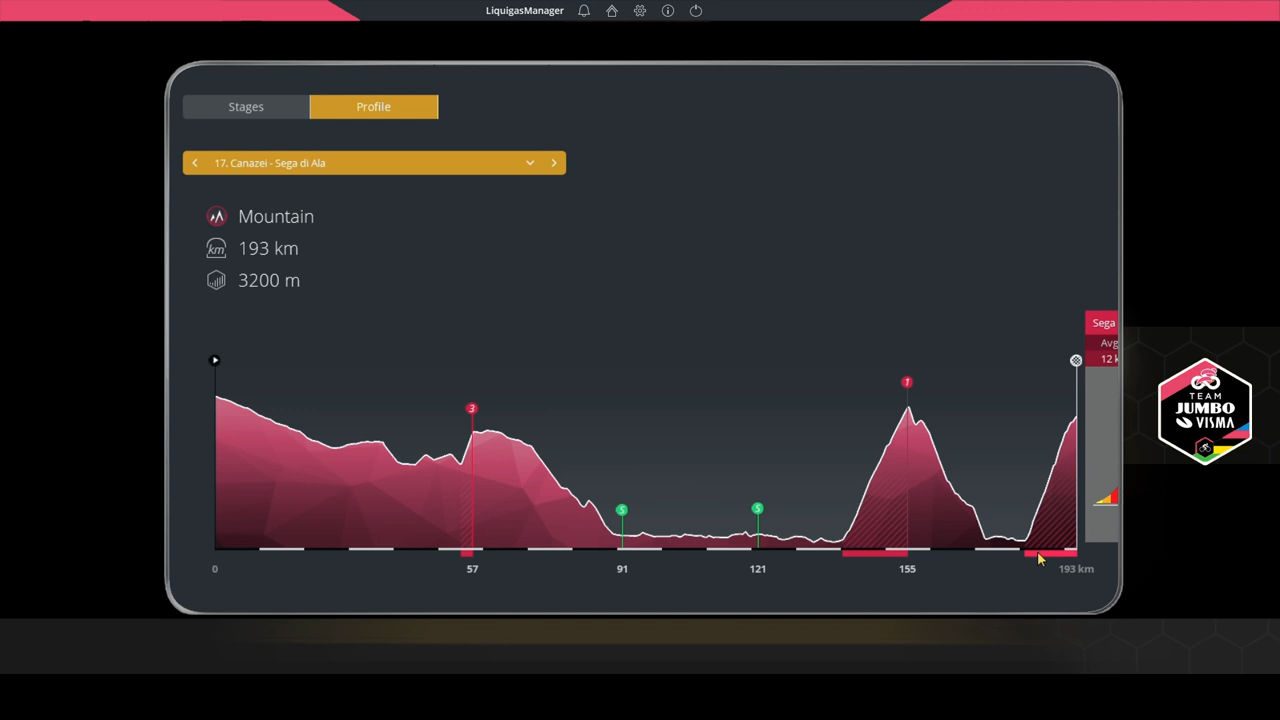 LiquigasManager
Stages
Profile
17. Canazei - Sega di Ala
Mountain
km 193 km
3200 m
Sega
Avg
12 k
1
3
S
S
TEAM
JUMBO
VISMA
0
57
91
121
155
193 km